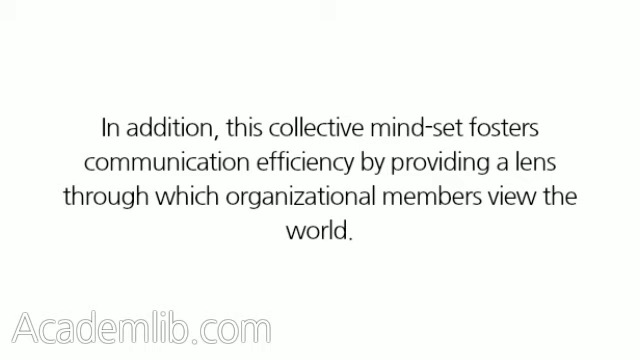 In addition, this collective mind-set fosters
communication efficiency by providing a lens
through which organizational members view the
world.
Academlib.com